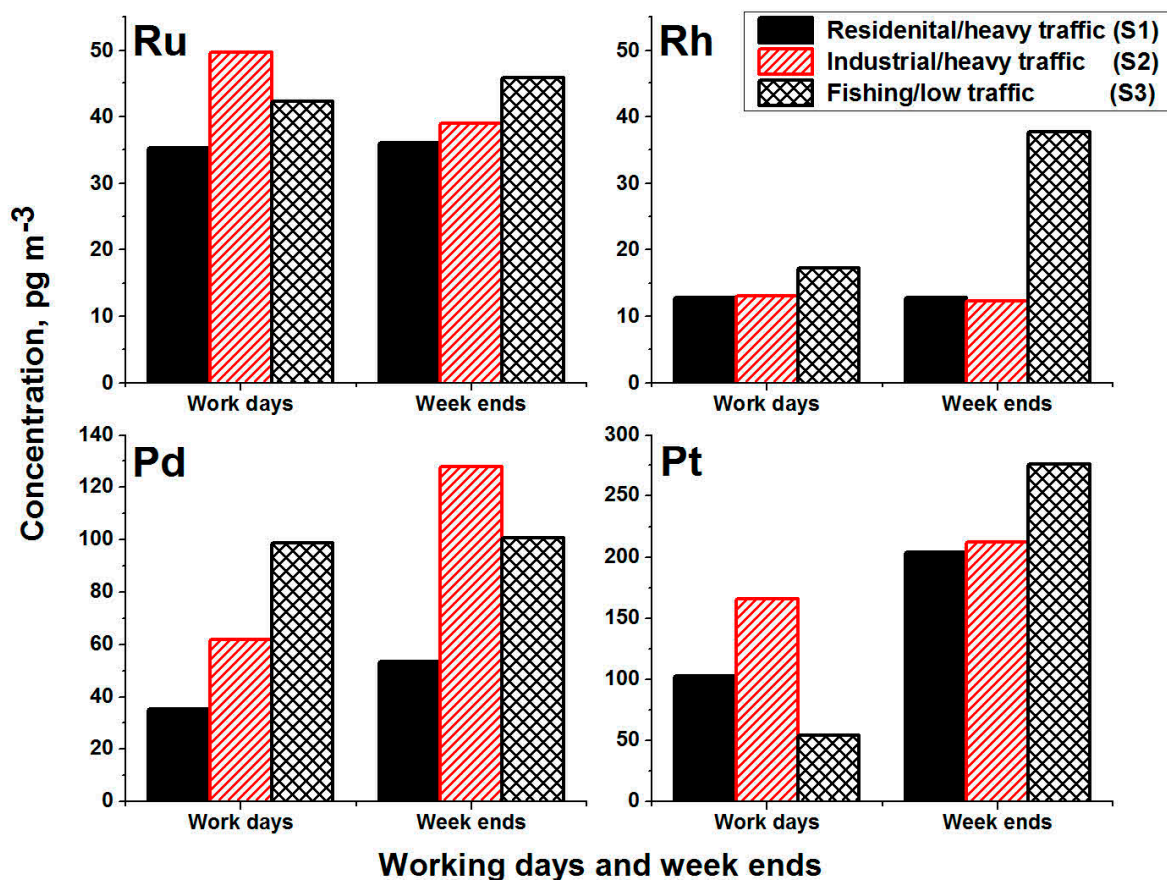 Ru
50
40
30
20
10
0
Work days
Week ends
Rh
50
40
30
20
10
0
Work days
Week ends
Residenital/heavy traffic (S1)
Industrial/heavy traffic (S2)
Fishing/low traffic (S3)
Concentration, pg m-3
Pd
140
120
100
80
60
40
20
0
Work days
Week ends
Pt
300
250
200
150
100
50
0
Work days
Week ends
Working days and week ends